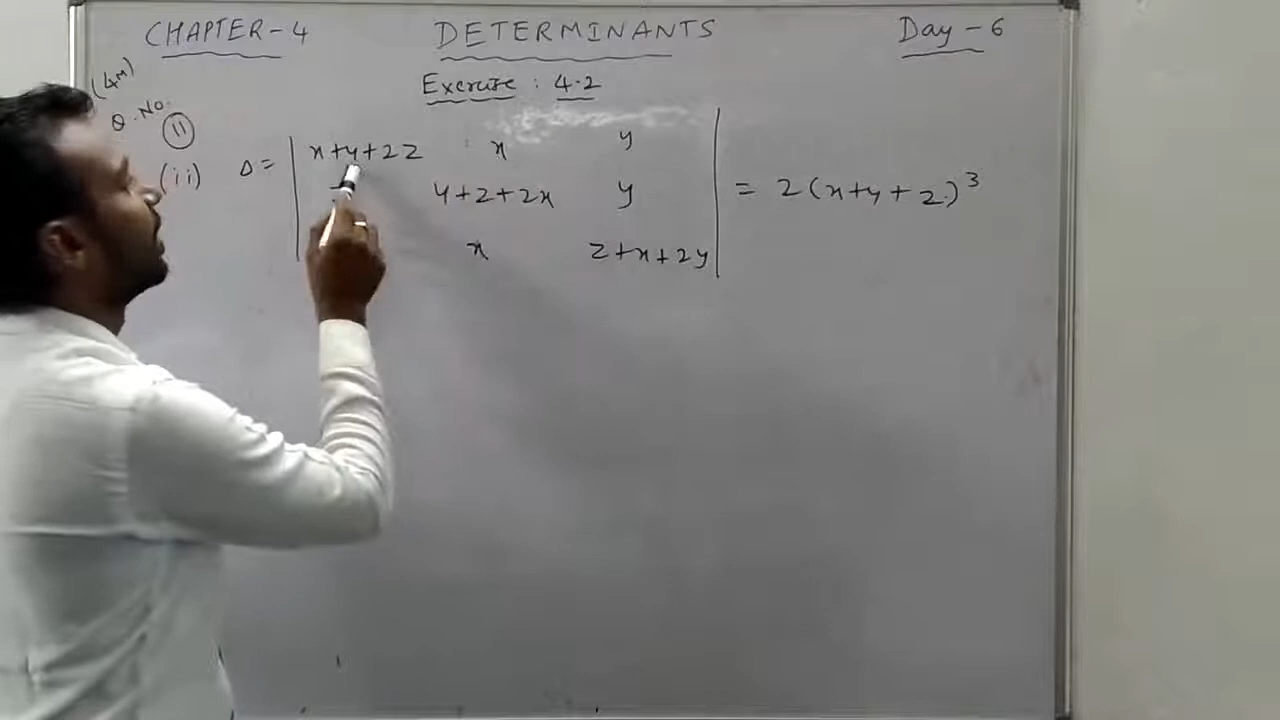 CHAPTER-4 DETERMINANTS Day-6
Exercise : 4.2
(4M)
Q.No. 11
(ii) Δ = | x+y+2z x y |
y+z+2x y = 2(x+y+z)³
x z+x+2y